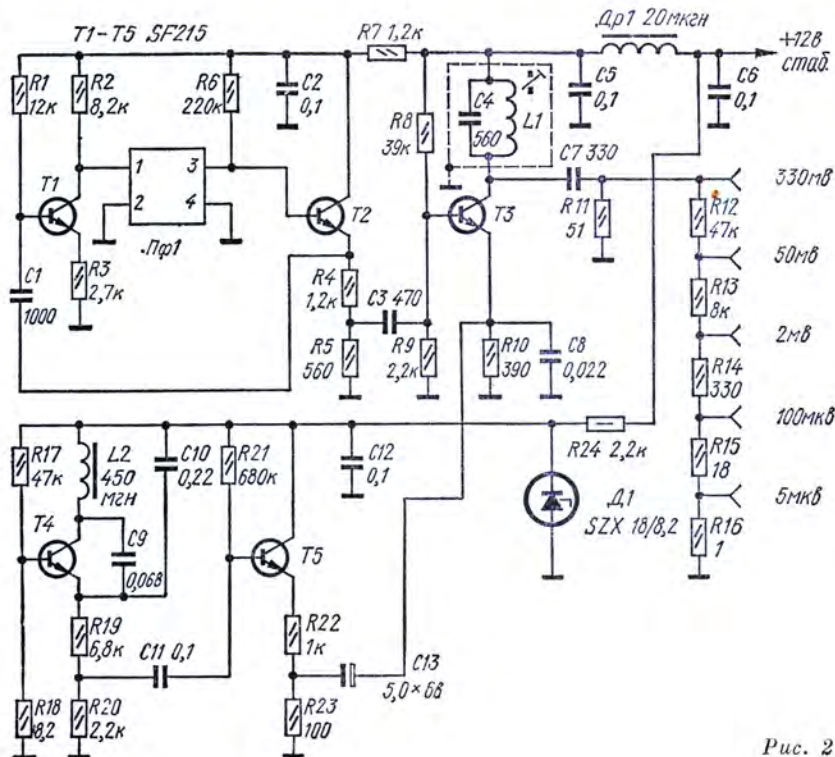 T1-T5 SF215
R7 1,2к
Др1 20мкгн
+12в
стаб.
R1
12к
R2
8,2к
R6
220к
C2
0,1
R8
39к
C4
560
L1
C5
0,1
C6
0,1
1
3
2
4
Пф1
T1
T2
T3
C7 330
R11
51
330мв
R12
47к
50мв
R13
8к
2мв
R14
330
100мкв
R15
18
5мкв
R16
1
C1
1000
R3
2,7к
R4
1,2к
C3 470
R5
560
R9
2,2к
R10
390
C8
0,022
R17
47к
L2
450
мгн
C10
0,22
R21
680к
C12
0,1
R24 2,2к
Д1
SZX 18/8,2
T4
C9
0,068
T5
R19
6,8к
C11 0,1
R22
1к
C13
5,0×6в
R18
8,2
R20
2,2к
R23
100
Рис. 2